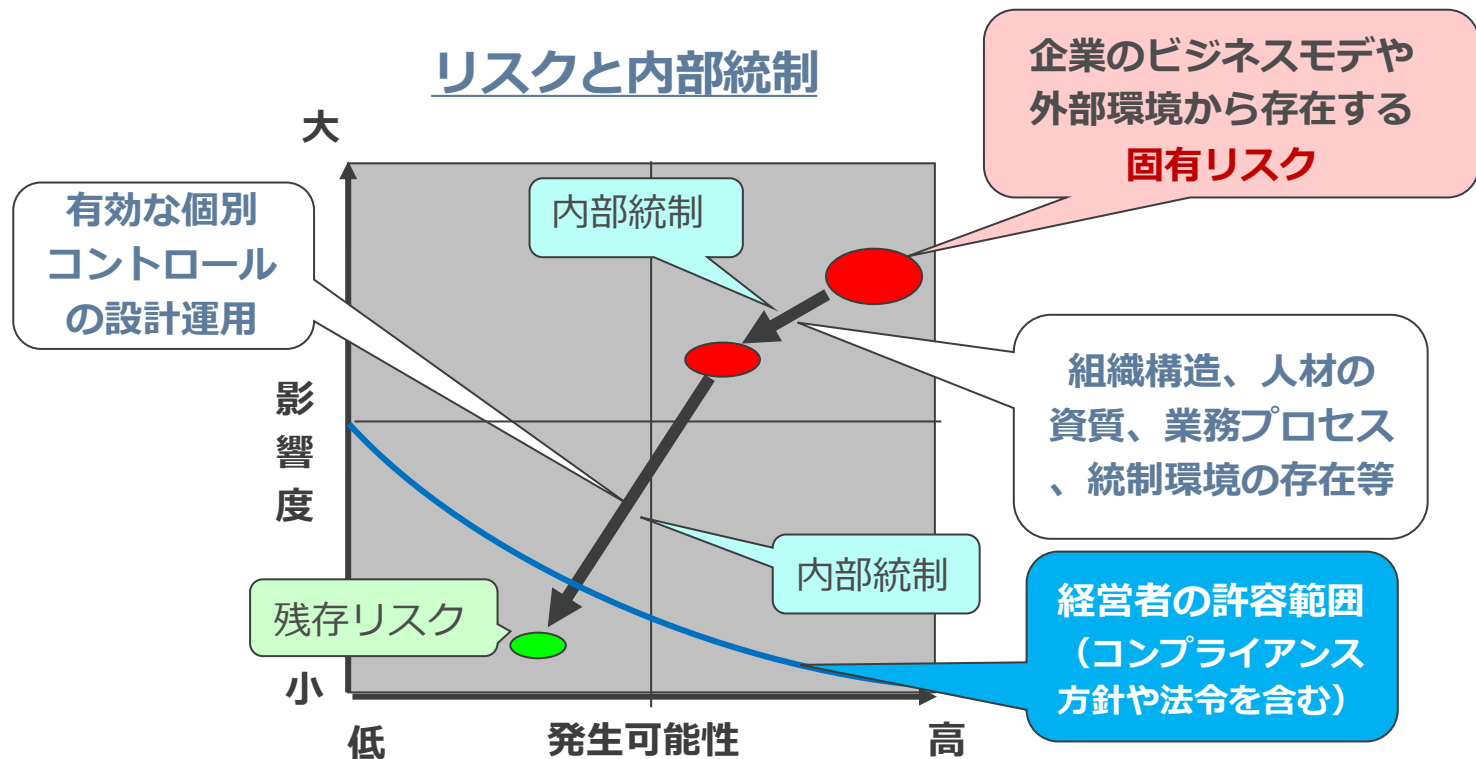 リスクと内部統制
企業のビジネスモデや
外部環境から存在する
固有リスク
大
有効な個別
コントロール
の設計運用
内部統制
組織構造、人材の
資質、業務プロセス
、統制環境の存在等
影
響
度
内部統制
残存リスク
経営者の許容範囲
（コンプライアンス
方針や法令を含む）
小
低
発生可能性
高